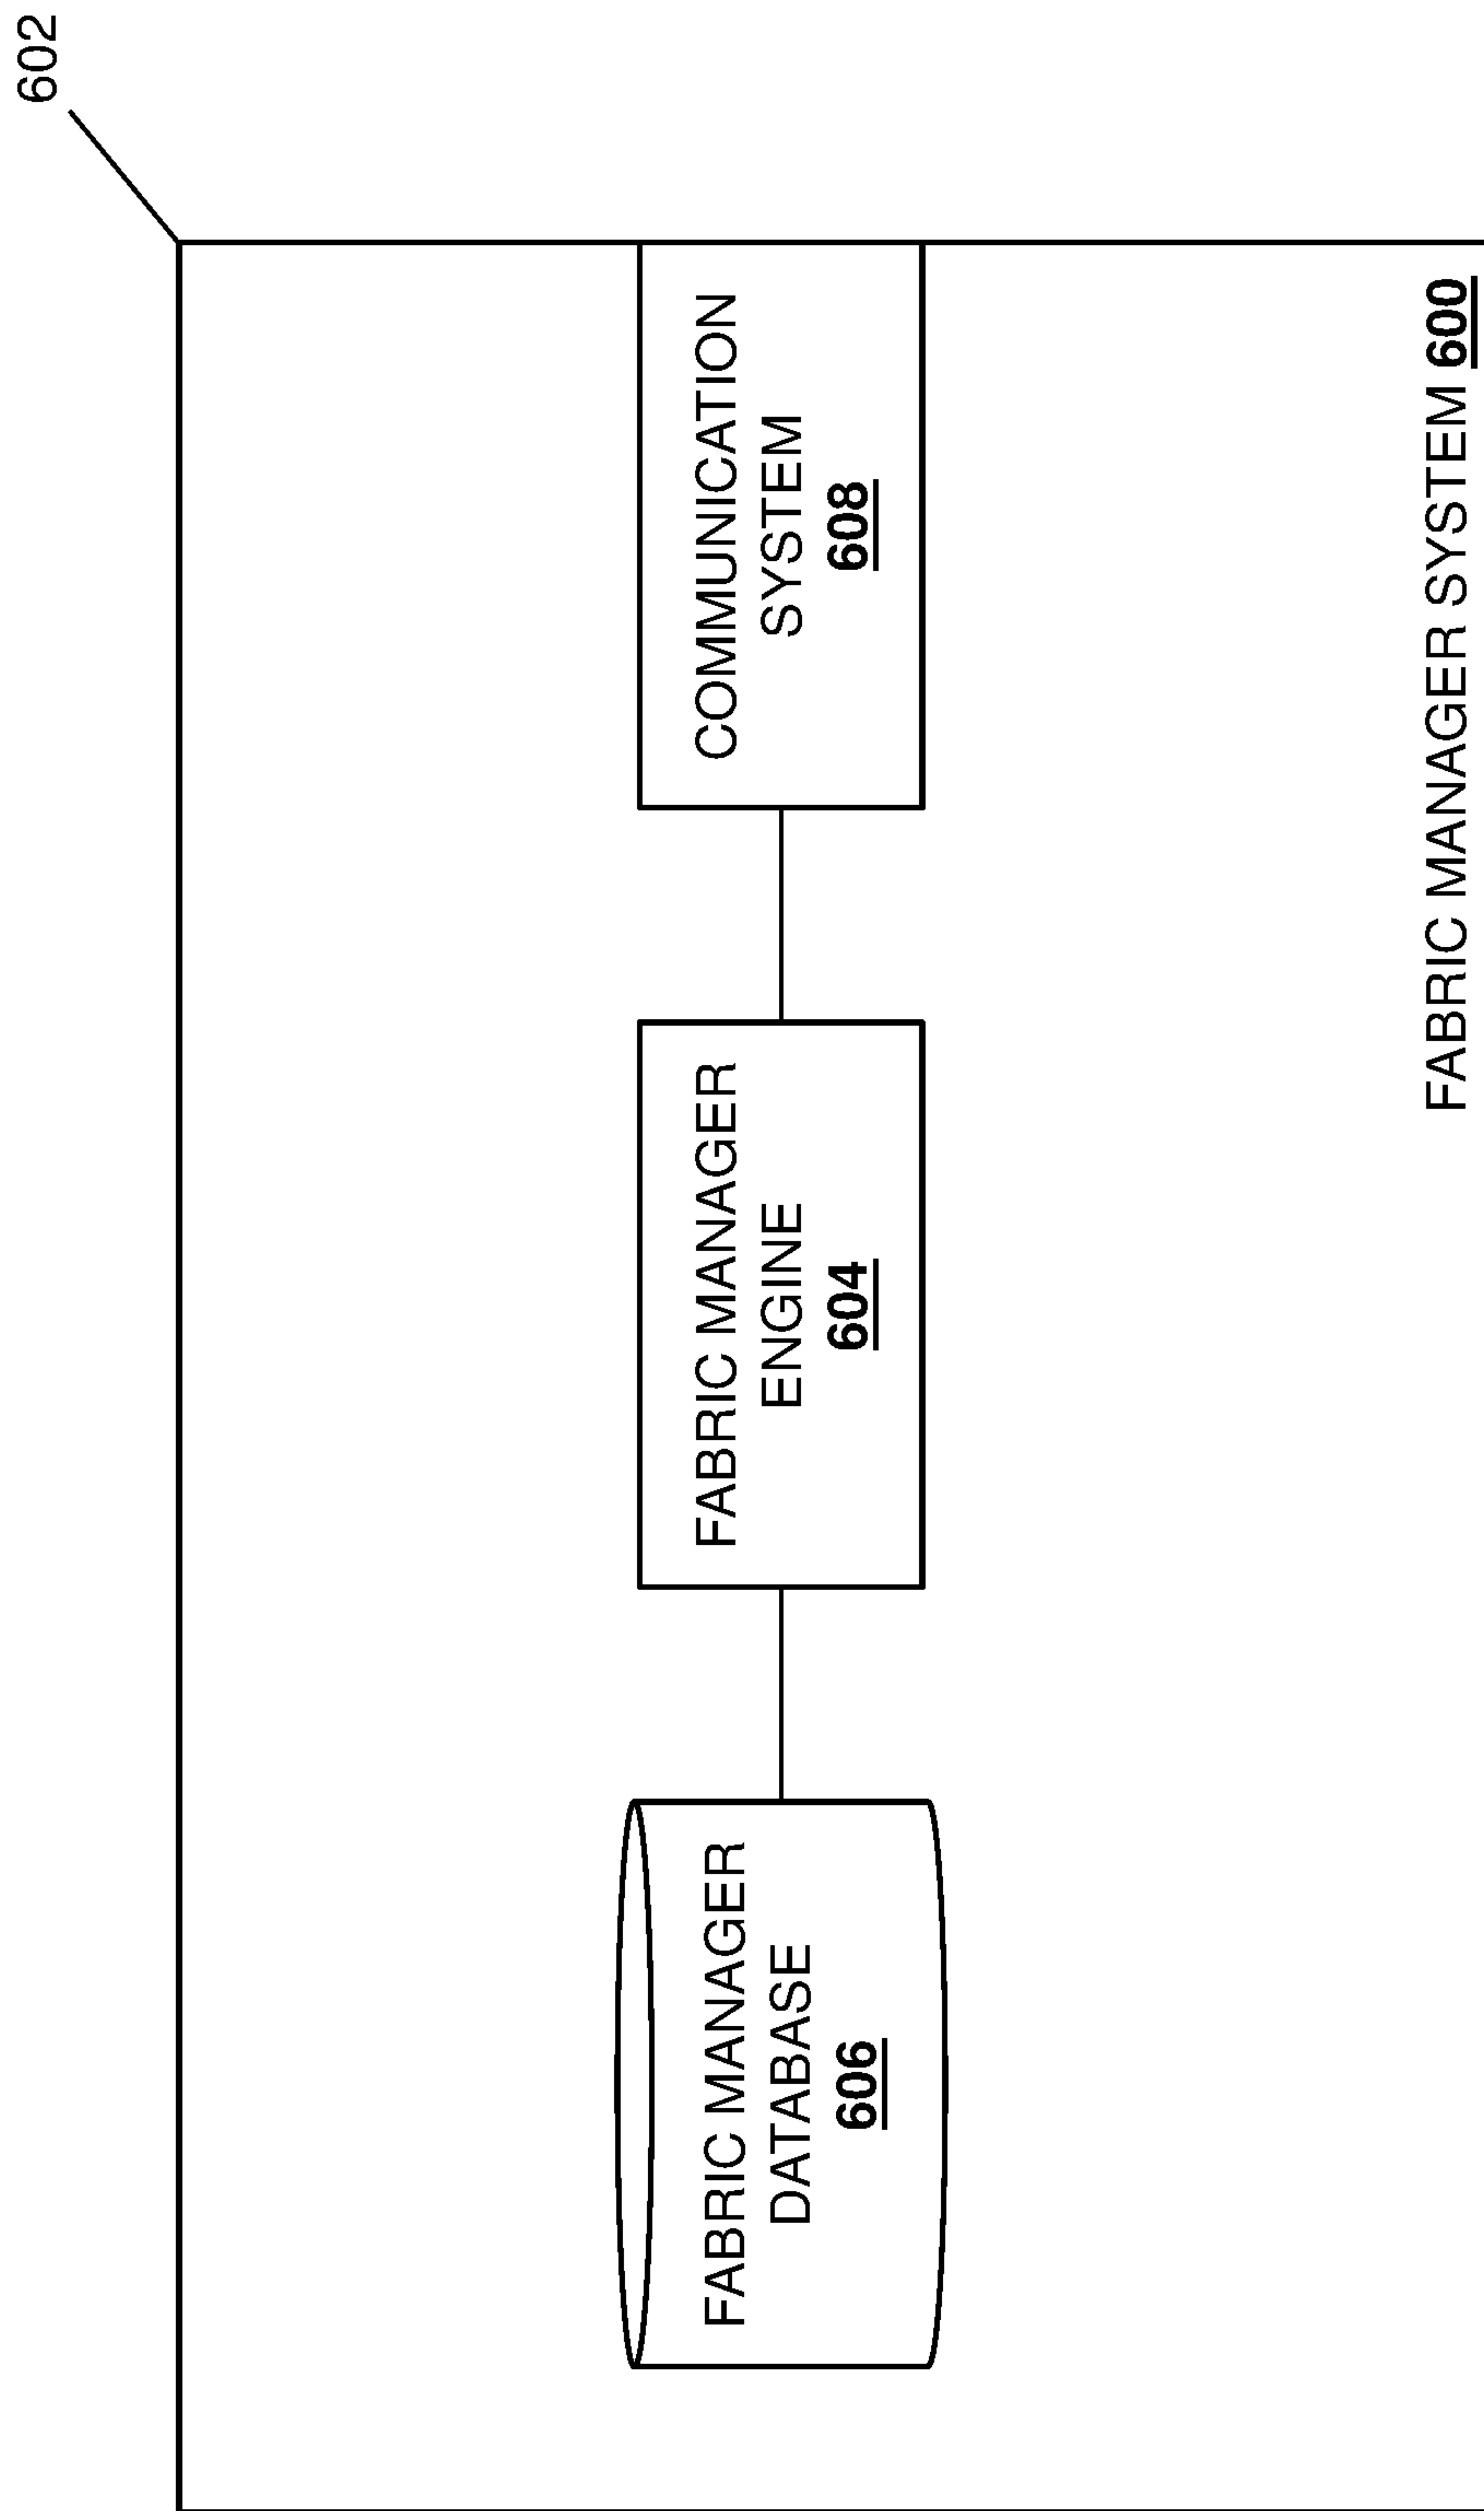 602
FABRIC MANAGER
DATABASE
606
FABRIC MANAGER
ENGINE
604
COMMUNICATION
SYSTEM
608
FABRIC MANAGER SYSTEM 600